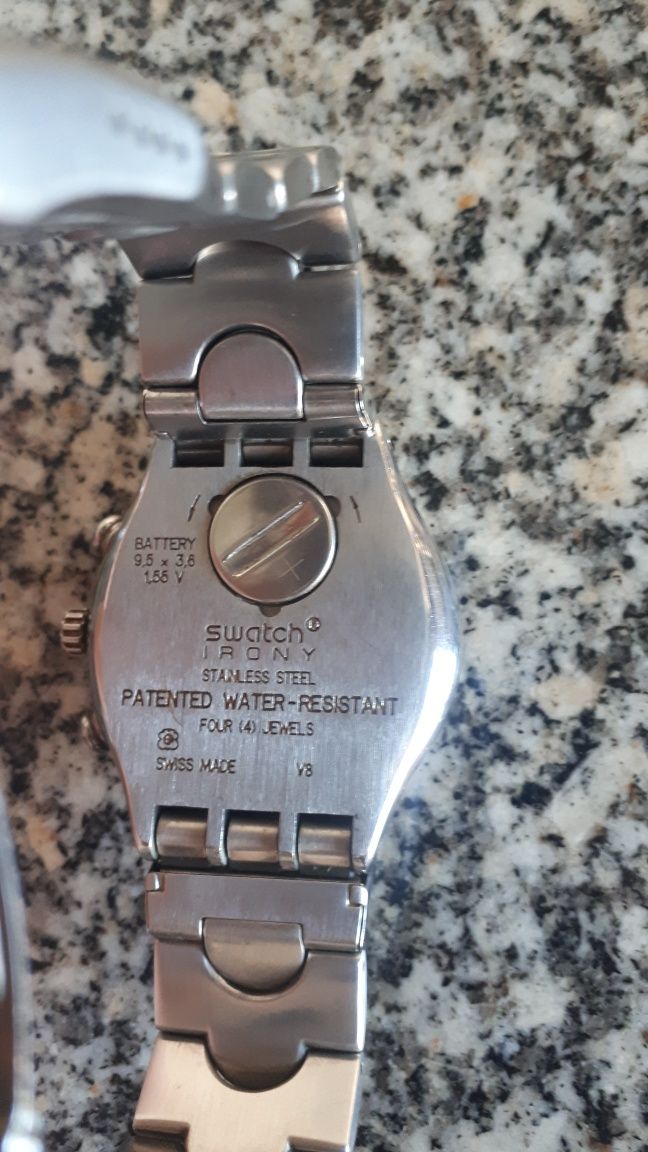 BATTERY
9,5 x 3,6
1,55 V
+
swatch
IRONY
STAINLESS STEEL
PATENTED WATER-RESISTANT
FOUR (4) JEWELS
SWISS MADE V8